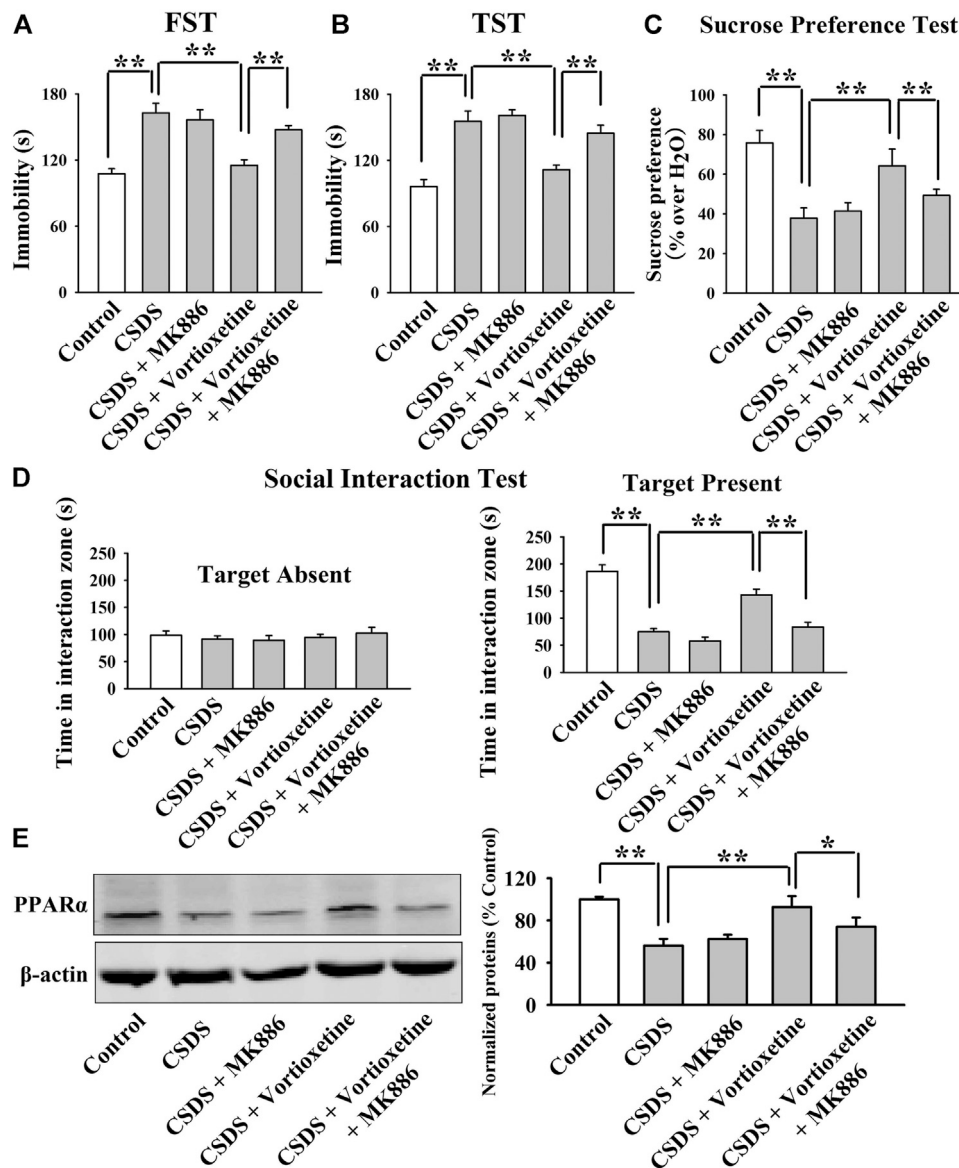 A
FST
**
**
**
Immobility (s)
180
120
60
0
Control
CSDS
CSDS + MK886
CSDS + Vortioxetine
CSDS + Vortioxetine
+ MK886
B
TST
**
**
**
Immobility (s)
180
120
60
0
Control
CSDS
CSDS + MK886
CSDS + Vortioxetine
CSDS + Vortioxetine
+ MK886
C
Sucrose Preference Test
**
**
**
Sucrose preference
(% over H₂O)
100
80
60
40
20
0
Control
CSDS
CSDS + MK886
CSDS + Vortioxetine
CSDS + Vortioxetine
+ MK886
D
Social Interaction Test
Target Absent
Time in interaction zone (s)
250
200
150
100
50
0
Control
CSDS
CSDS + MK886
CSDS + Vortioxetine
CSDS + Vortioxetine
+ MK886
Target Present
**
**
**
Time in interaction zone (s)
250
200
150
100
50
0
Control
CSDS
CSDS + MK886
CSDS + Vortioxetine
CSDS + Vortioxetine
+ MK886
E
PPARα
β-actin
Control
CSDS
CSDS + MK886
CSDS + Vortioxetine
CSDS + Vortioxetine
+ MK886
**
**
*
Normalized proteins (% Control)
120
80
40
0
Control
CSDS
CSDS + MK886
CSDS + Vortioxetine
CSDS + Vortioxetine
+ MK886